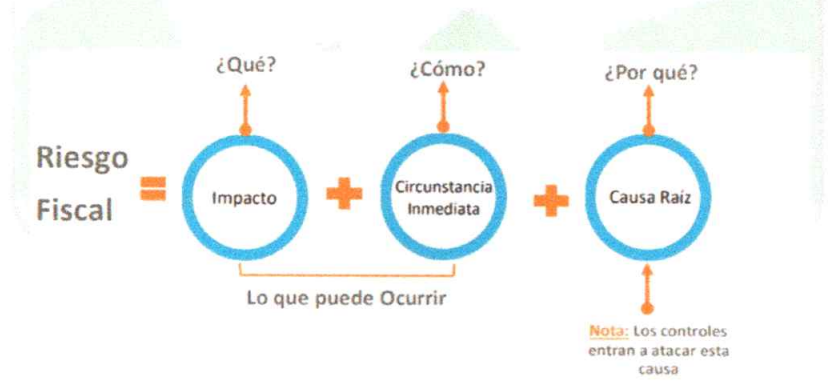 ¿Qué?
¿Cómo?
¿Por qué?
Riesgo
Fiscal
=
Impacto
+
Circunstancia
Inmediata
+
Causa Raíz
Lo que puede Ocurrir
Nota: Los controles
entran a atacar esta
causa